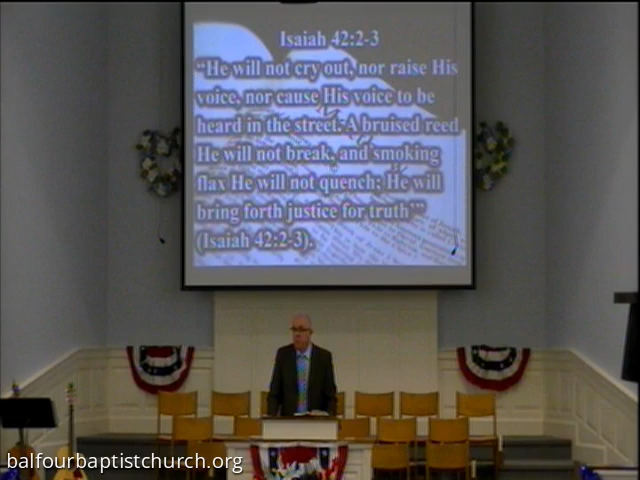 Isaiah 42:2-3
"He will not cry out, nor raise His
voice, nor cause His voice to be
heard in the street. A bruised reed
He will not break, and smoking
flax He will not quench; He will
bring forth justice for truth'"
(Isaiah 42:2-3).
balfourbaptistchurch.org